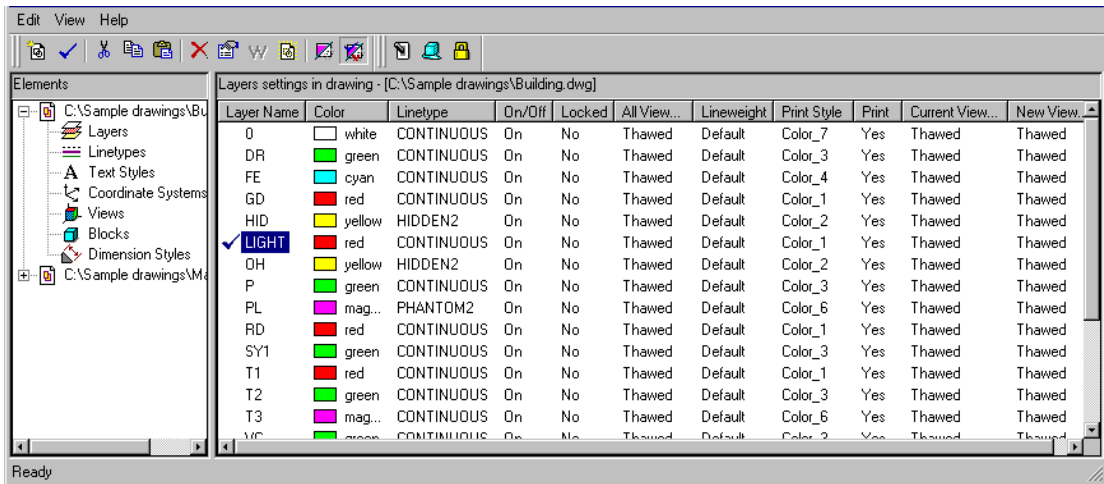 Edit View Help
Elements
Layers settings in drawing - [C:\Sample drawings\Building.dwg]
C:\Sample drawings\Bu
Layers
Linetypes
Text Styles
Coordinate Systems
Views
Blocks
Dimension Styles
C:\Sample drawings\Ma
Layer Name Color Linetype On/Off Locked All View... Lineweight Print Style Print Current View... New View...
0 white CONTINUOUS On No Thawed Default Color_7 Yes Thawed Thawed
DR green CONTINUOUS On No Thawed Default Color_3 Yes Thawed Thawed
FE cyan CONTINUOUS On No Thawed Default Color_4 Yes Thawed Thawed
GD red CONTINUOUS On No Thawed Default Color_1 Yes Thawed Thawed
HID yellow HIDDEN2 On No Thawed Default Color_2 Yes Thawed Thawed
LIGHT red CONTINUOUS On No Thawed Default Color_1 Yes Thawed Thawed
OH yellow HIDDEN2 On No Thawed Default Color_2 Yes Thawed Thawed
P green CONTINUOUS On No Thawed Default Color_3 Yes Thawed Thawed
PL mag... PHANTOM2 On No Thawed Default Color_6 Yes Thawed Thawed
RD red CONTINUOUS On No Thawed Default Color_1 Yes Thawed Thawed
SY1 green CONTINUOUS On No Thawed Default Color_3 Yes Thawed Thawed
T1 red CONTINUOUS On No Thawed Default Color_1 Yes Thawed Thawed
T2 green CONTINUOUS On No Thawed Default Color_3 Yes Thawed Thawed
T3 mag... CONTINUOUS On No Thawed Default Color_6 Yes Thawed Thawed
green CONTINUOUS On No Thawed Default Color_3 Yes Thawed Thawed
Ready